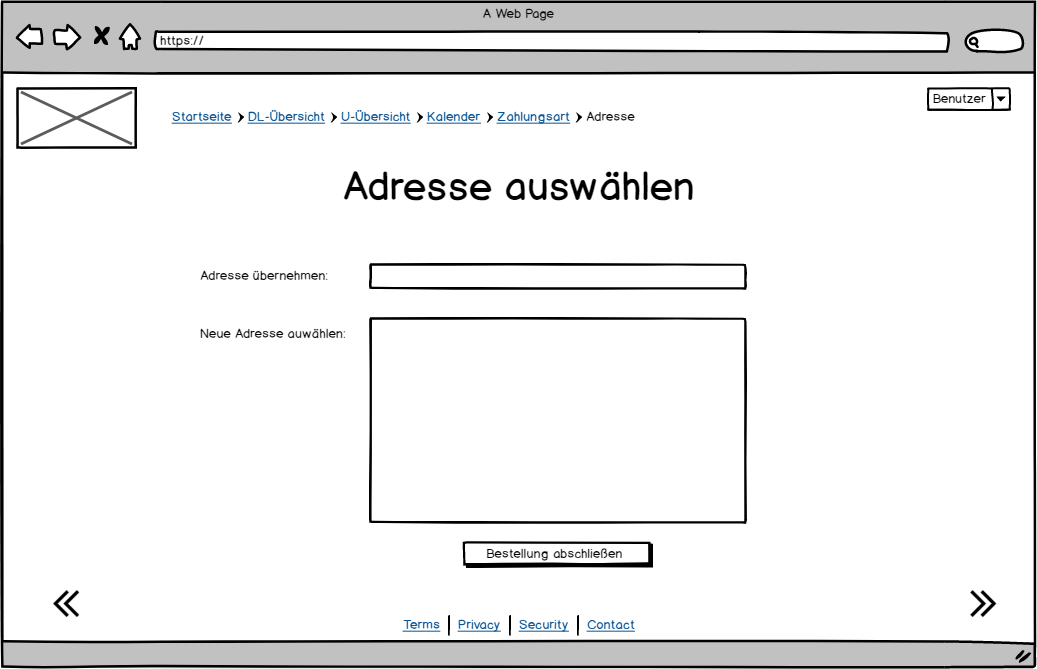 A Web Page
https://
Benutzer
Startseite DL-Übersicht U-Übersicht Kalender Zahlungsart Adresse
Adresse auswählen
Adresse übernehmen:
Neue Adresse auwählen:
Bestellung abschließen
Terms Privacy Security Contact